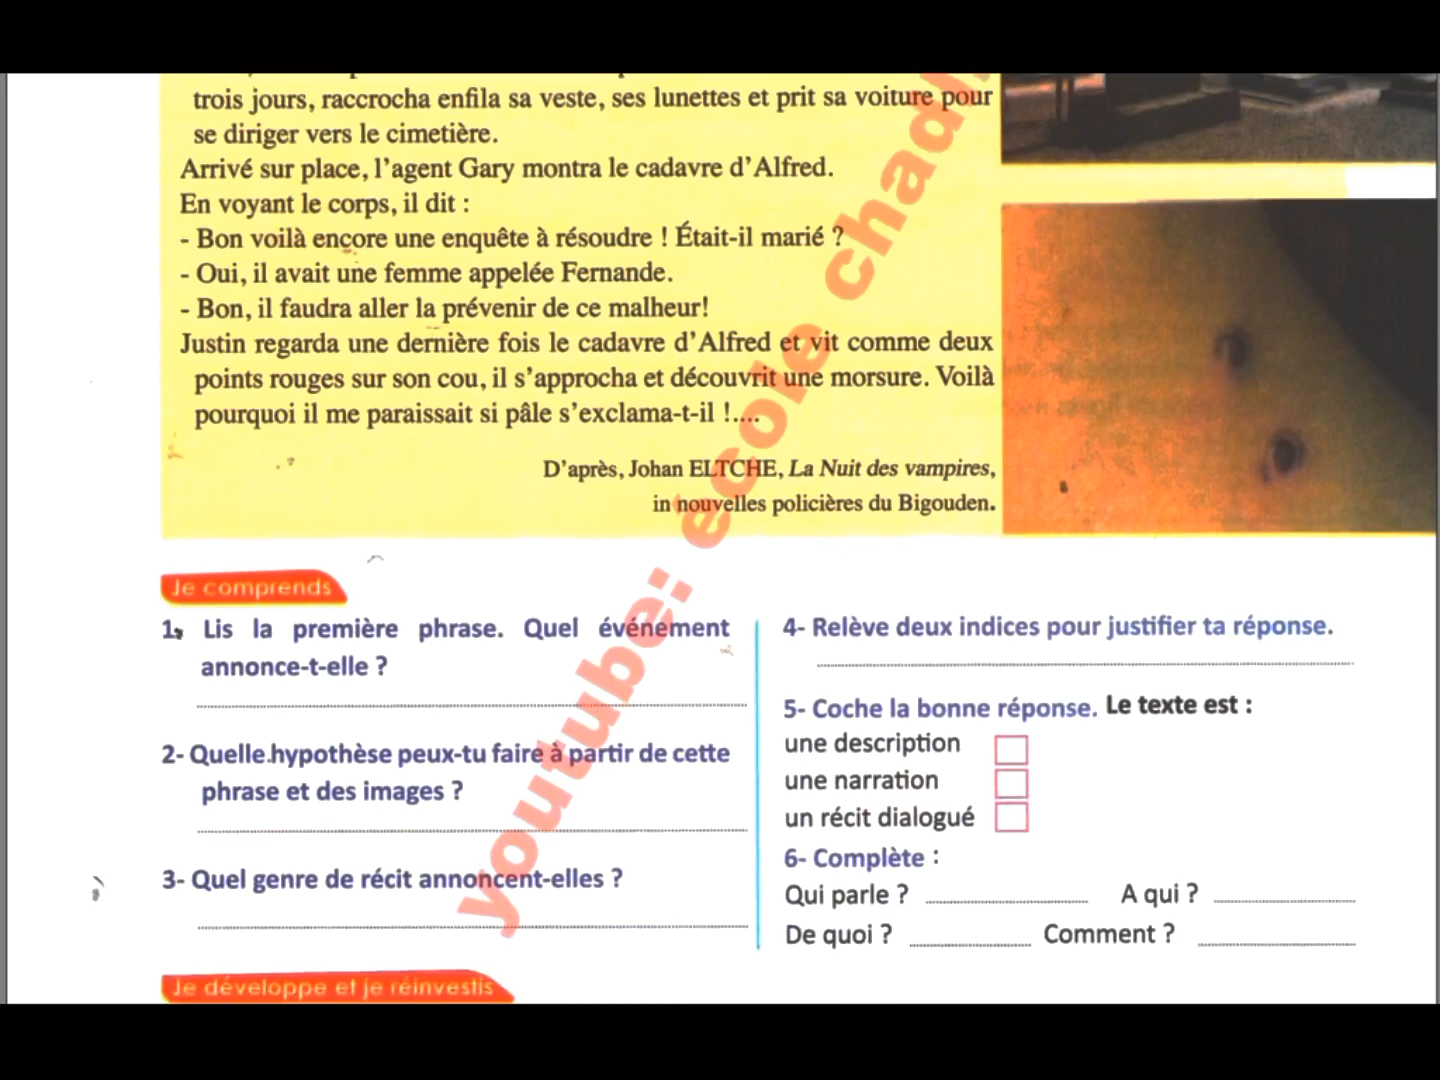 trois jours, raccrocha enfila sa veste, ses lunettes et prit sa voiture pour
se diriger vers le cimetière.
Arrivé sur place, l'agent Gary montra le cadavre d'Alfred.
En voyant le corps, il dit :
- Bon voilà encore une enquête à résoudre ! Était-il marié ?
- Oui, il avait une femme appelée Fernande.
- Bon, il faudra aller la prévenir de ce malheur!
Justin regarda une dernière fois le cadavre d'Alfred et vit comme deux
points rouges sur son cou, il s'approcha et découvrit une morsure. Voilà
pourquoi il me paraissait si pâle s'exclama-t-il !....
D'après, Johan ELTCHE, La Nuit des vampires,
in nouvelles policières du Bigouden.
youtube: école chadi
Je comprends
1, Lis la première phrase. Quel événement
annonce-t-elle ?
2- Quelle hypothèse peux-tu faire à partir de cette
phrase et des images ?
3- Quel genre de récit annoncent-elles ?
4- Relève deux indices pour justifier ta réponse.
5- Coche la bonne réponse. Le texte est :
une description
une narration
un récit dialogué
6- Complète :
Qui parle ? A qui ?
De quoi ? Comment ?
Je développe et je réinvestis